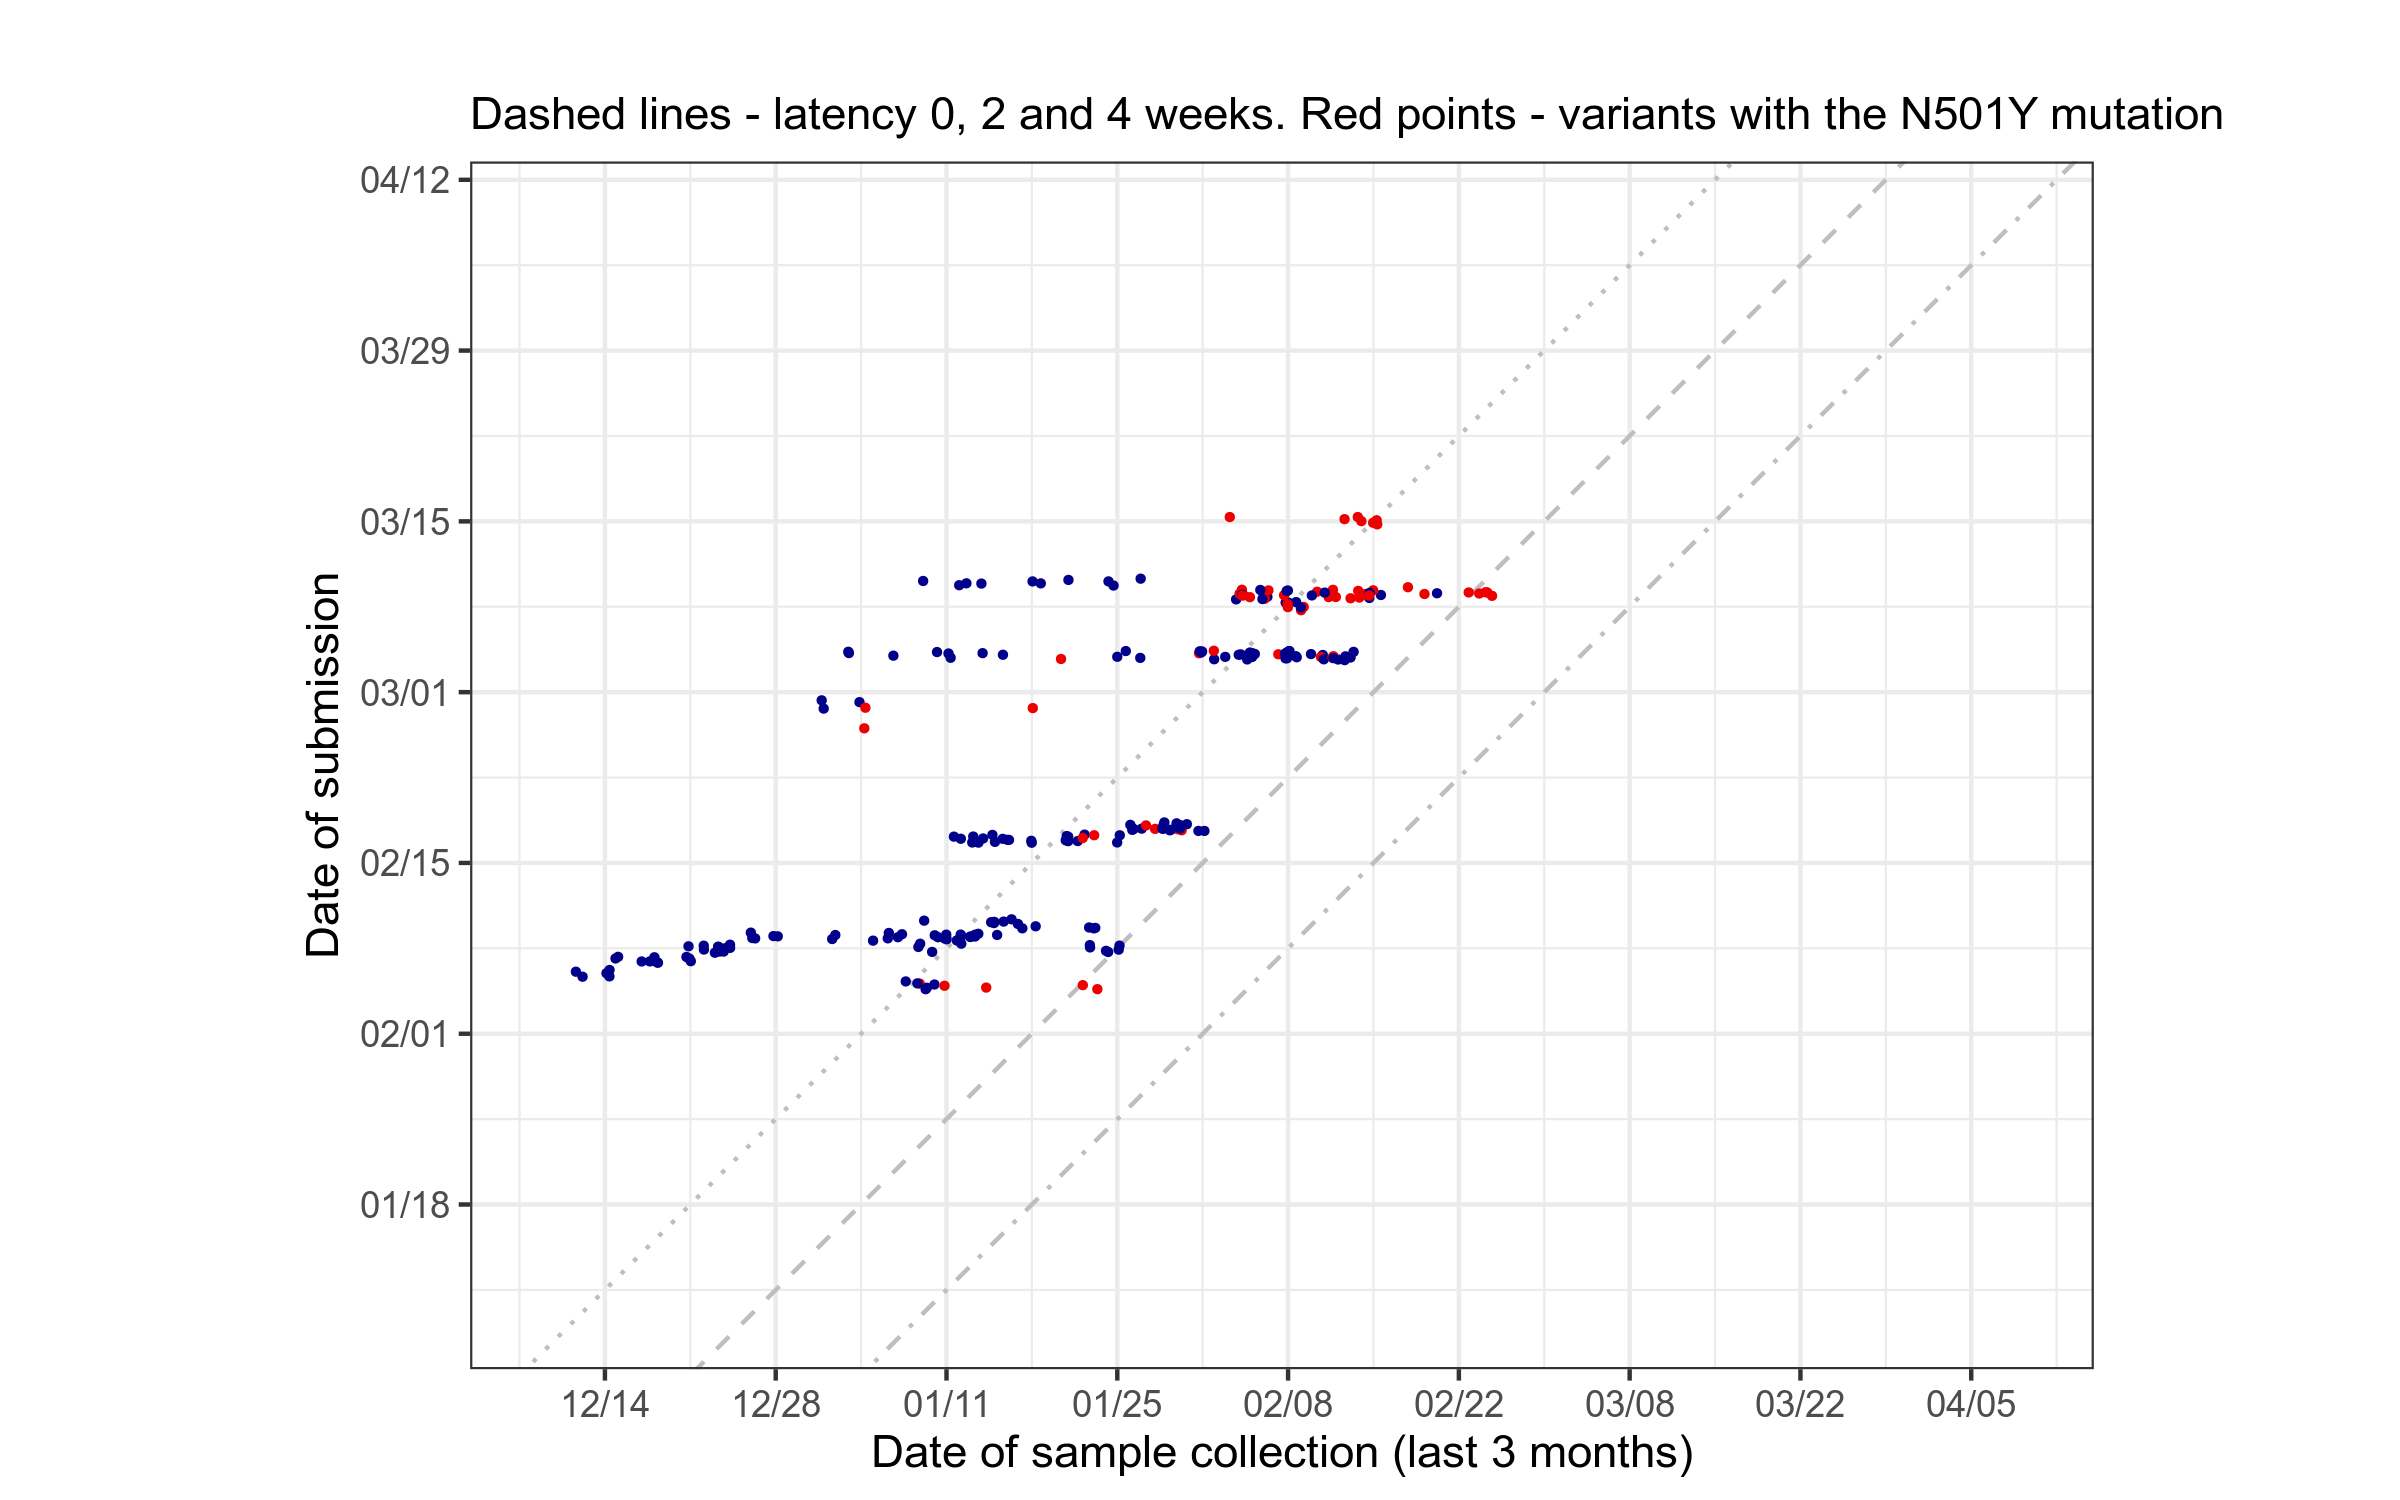 Dashed lines - latency 0, 2 and 4 weeks. Red points - variants with the N501Y mutation
04/12
03/29
03/15
03/01
02/15
02/01
01/18
Date of submission
12/14 12/28 01/11 01/25 02/08 02/22 03/08 03/22 04/05
Date of sample collection (last 3 months)